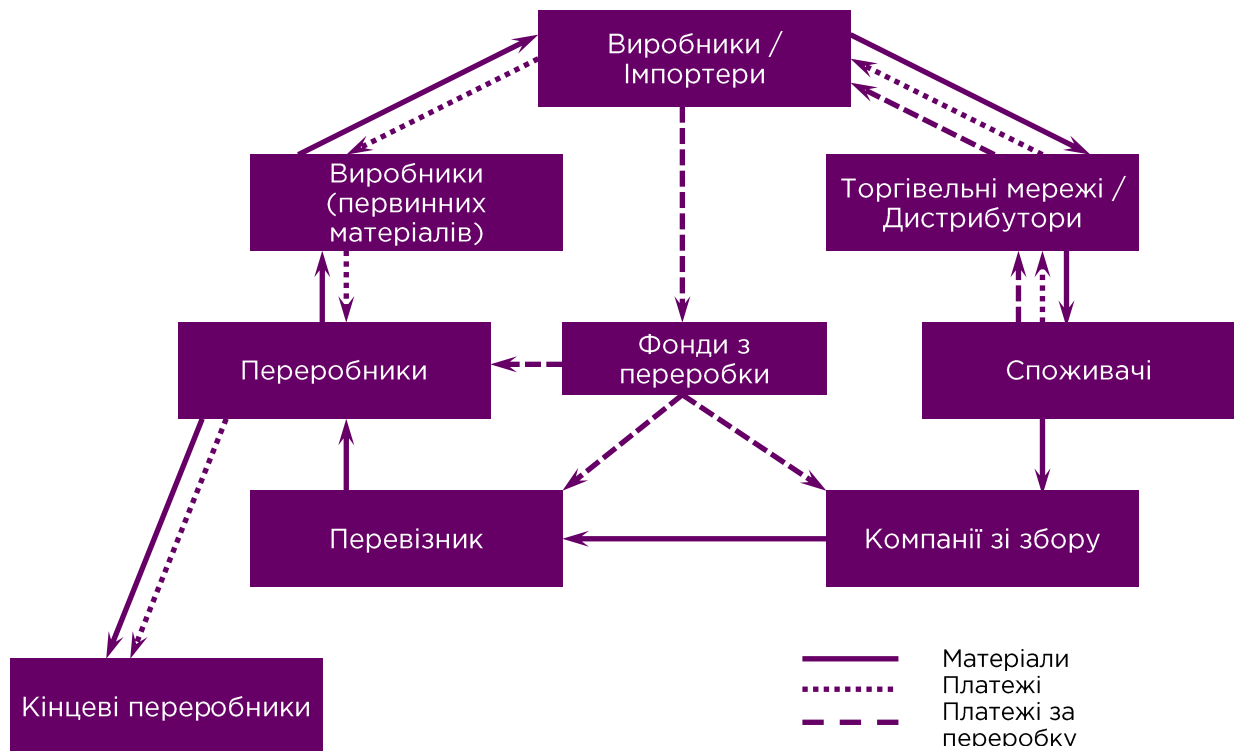 Виробники /
Імпортери
Виробники
(первинних
матеріалів)
Торгівельні мережі /
Дистрибутори
Переробники
Фонди з
переробки
Споживачі
Перевізник
Компанії зі збору
Кінцеві переробники
Матеріали
Платежі
Платежі за
переробку